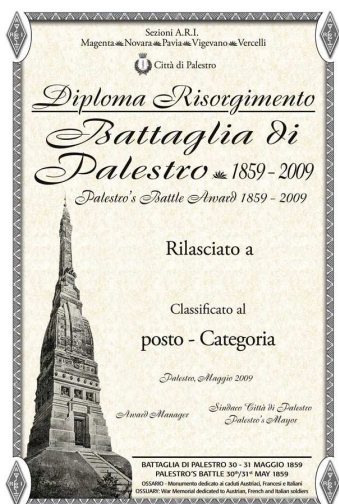 Sezioni A.R.I.
Magenta Novara Pavia Vigevano Vercelli
Città di Palestro
Diploma Risorgimento
Battaglia di
Palestro 1859 – 2009
Palestro's Battle Award 1859 – 2009
Rilasciato a
Classificato al
posto - Categoria
Palestro, Maggio 2009
Award Manager
Sindaco Città di Palestro
Palestro's Mayor
BATTAGLIA DI PALESTRO 30 - 31 MAGGIO 1859
PALESTRO'S BATTLE 30th/31st MAY 1859
OSSARIO - Monumento dedicato ai caduti Austriaci, Francesi e Italiani
OSSUARY: War Memorial dedicated to Austrian, French and Italian soldiers